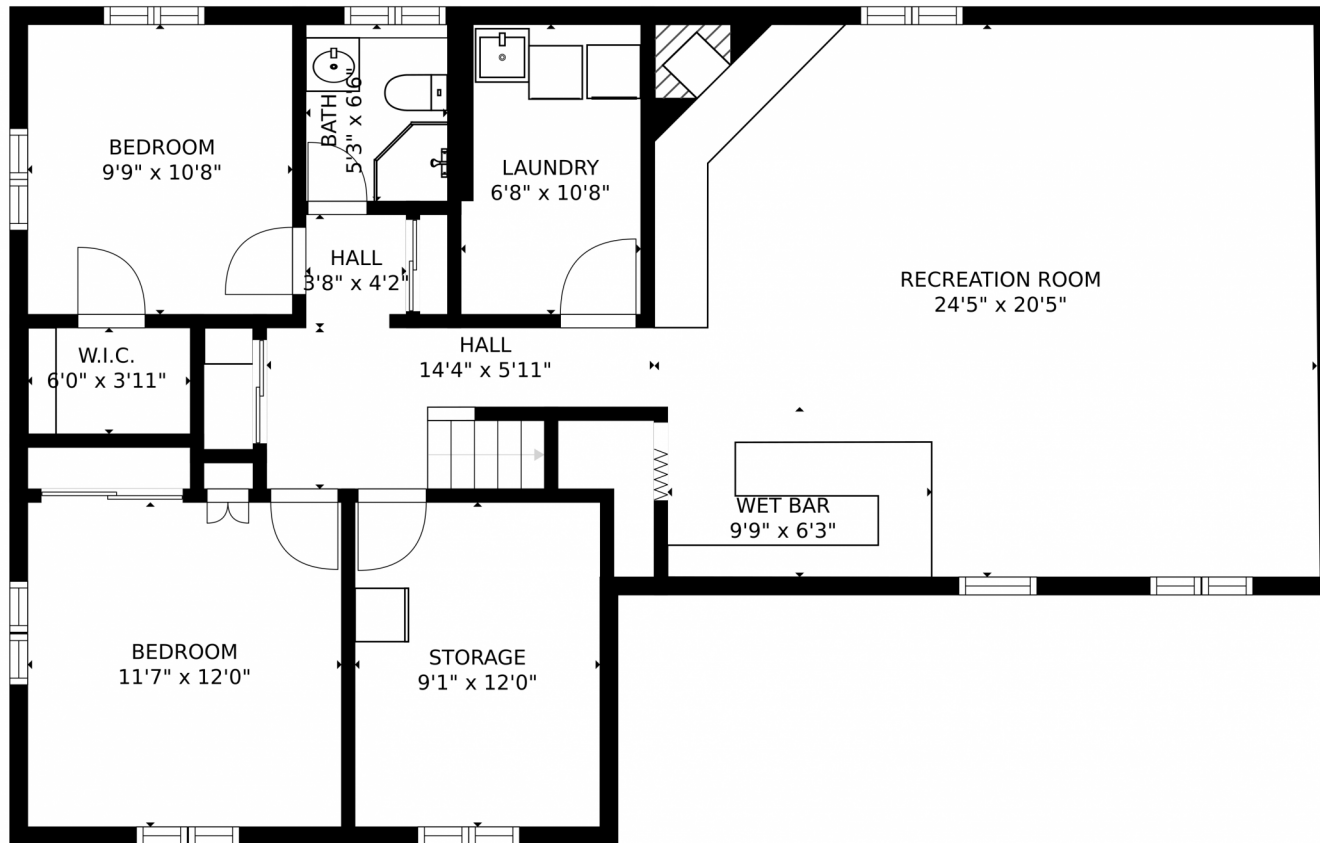 BEDROOM
9'9" x 10'8"
BATH
5'3" x 6'6"
LAUNDRY
6'8" x 10'8"
HALL
3'8" x 4'2"
RECREATION ROOM
24'5" x 20'5"
W.I.C.
6'0" x 3'11"
HALL
14'4" x 5'11"
WET BAR
9'9" x 6'3"
BEDROOM
11'7" x 12'0"
STORAGE
9'1" x 12'0"